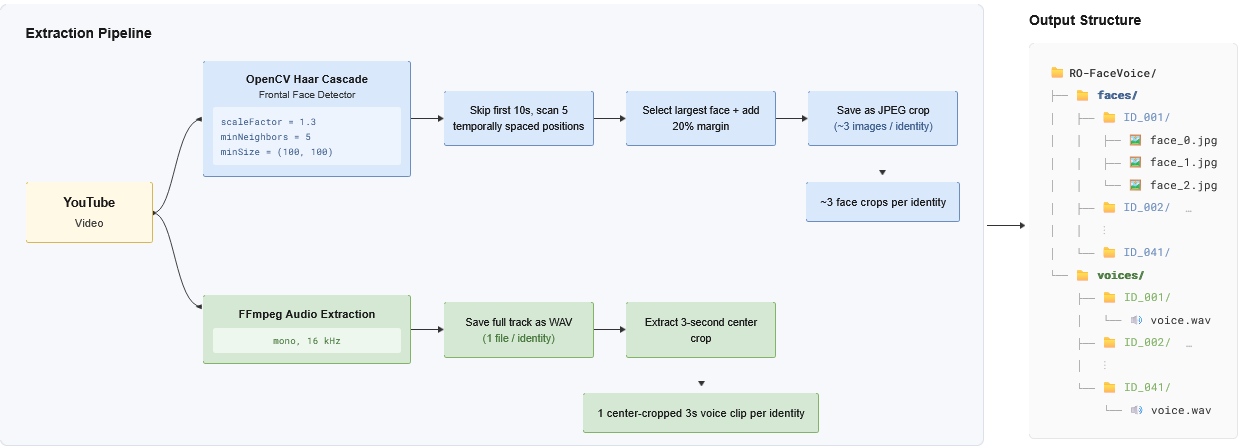 Extraction Pipeline
OpenCV Haar Cascade
Frontal Face Detector
scaleFactor = 1.3
minNeighbors = 5
minSize = (100, 100)
Skip first 10s, scan 5
temporally spaced positions
Select largest face + add
20% margin
Save as JPEG crop
(~3 images / identity)
~3 face crops per identity
YouTube
Video
FFmpeg Audio Extraction
mono, 16 kHz
Save full track as WAV
(1 file / identity)
Extract 3-second center
crop
1 center-cropped 3s voice clip per identity
Output Structure
RO-FaceVoice/
faces/
ID_001/
face_0.jpg
face_1.jpg
face_2.jpg
ID_002/ …
⋮
ID_041/
voices/
ID_001/
voice.wav
ID_002/ …
⋮
ID_041/
voice.wav